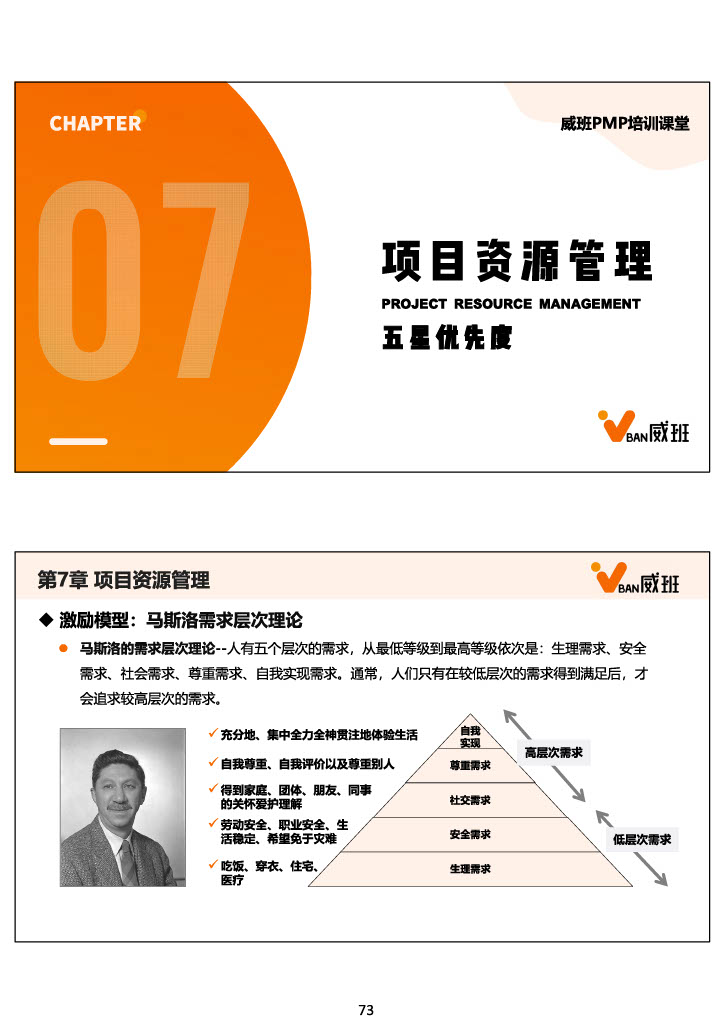 CHAPTER
威班PMP培训课堂
07
项目资源管理
PROJECT RESOURCE MANAGEMENT
五星优先度
BAN威班
第7章 项目资源管理
BAN威班
◆ 激励模型：马斯洛需求层次理论
● 马斯洛的需求层次理论--人有五个层次的需求，从最低等级到最高等级依次是：生理需求、安全
需求、社会需求、尊重需求、自我实现需求。通常，人们只有在较低层次的需求得到满足后，才
会追求较高层次的需求。
✓ 充分地、集中全力全神贯注地体验生活
✓ 自我尊重、自我评价以及尊重别人
✓ 得到家庭、团体、朋友、同事
的关怀爱护理解
✓ 劳动安全、职业安全、生
活稳定、希望免于灾难
✓ 吃饭、穿衣、住宅、
医疗
自我
实现
尊重需求
社交需求
安全需求
生理需求
高层次需求
低层次需求
73